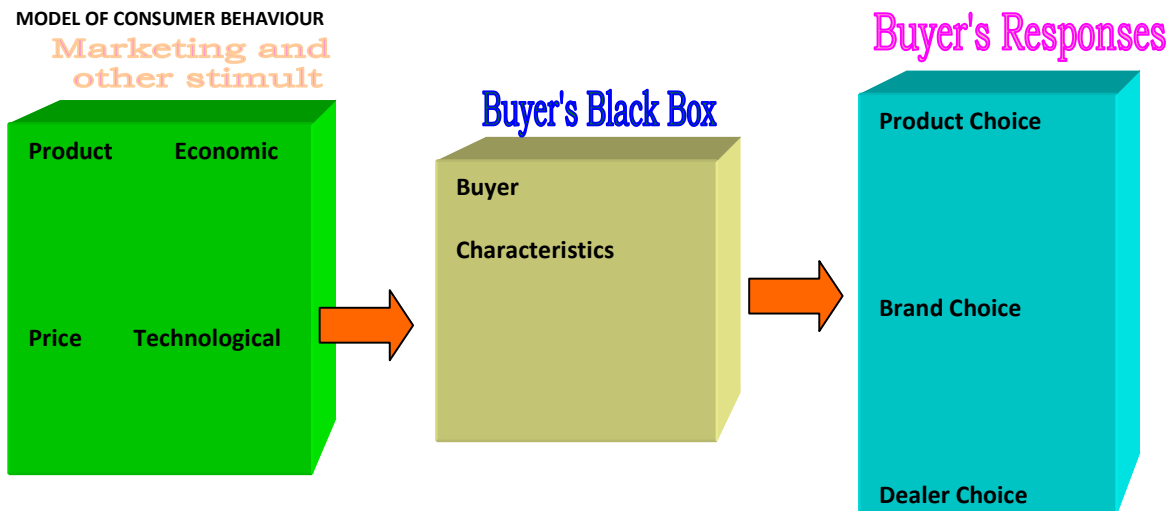 MODEL OF CONSUMER BEHAVIOUR
Marketing and
other stimult
Buyer's Black Box
Buyer's Responses
Product Economic
Price Technological
Buyer
Characteristics
Product Choice
Brand Choice
Dealer Choice